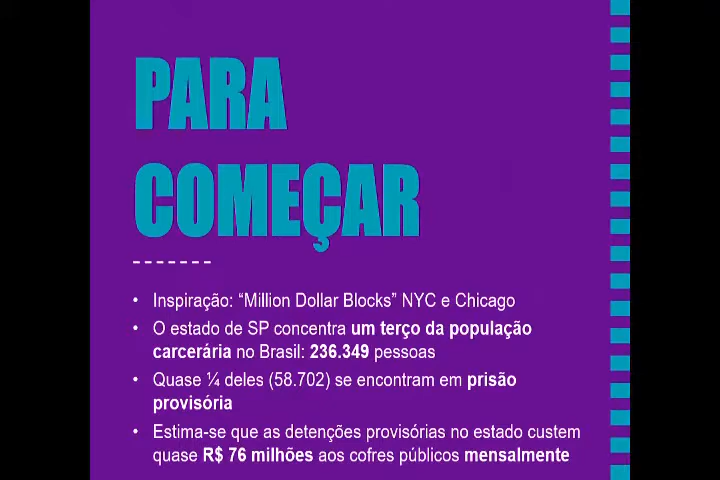 PARA
COMEÇAR
• Inspiração: “Million Dollar Blocks” NYC e Chicago
• O estado de SP concentra um terço da população
carcerária no Brasil: 236.349 pessoas
• Quase ¼ deles (58.702) se encontram em prisão
provisória
• Estima-se que as detenções provisórias no estado custem
quase R$ 76 milhões aos cofres públicos mensalmente